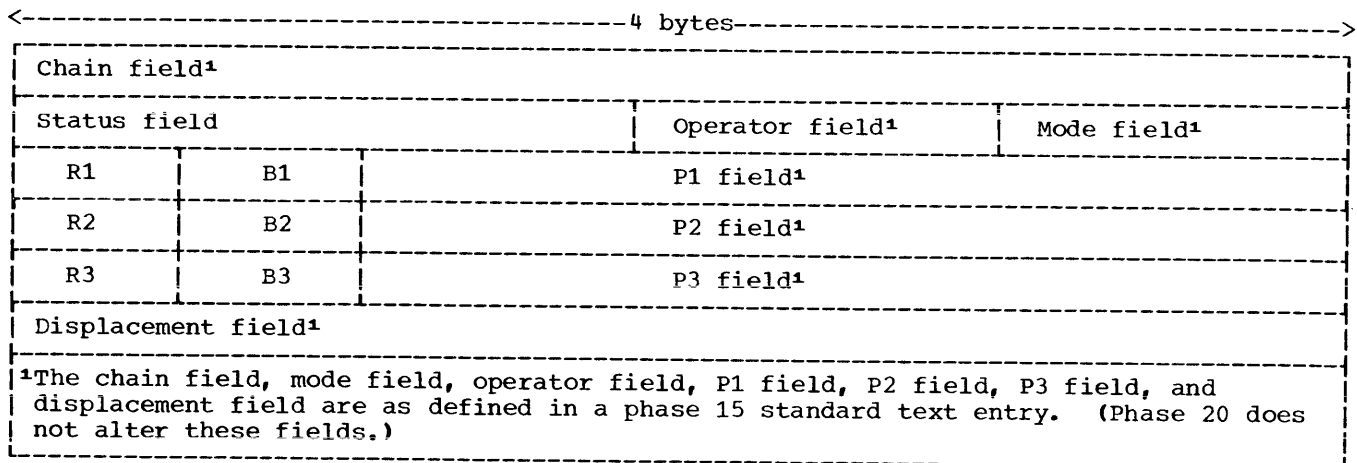 4 bytes
Chain field¹
Status field Operator field¹ Mode field¹
R1 B1 P1 field¹
R2 B2 P2 field¹
R3 B3 P3 field¹
Displacement field¹
¹The chain field, mode field, operator field, P1 field, P2 field, P3 field, and
displacement field are as defined in a phase 15 standard text entry. (Phase 20 does
not alter these fields.)